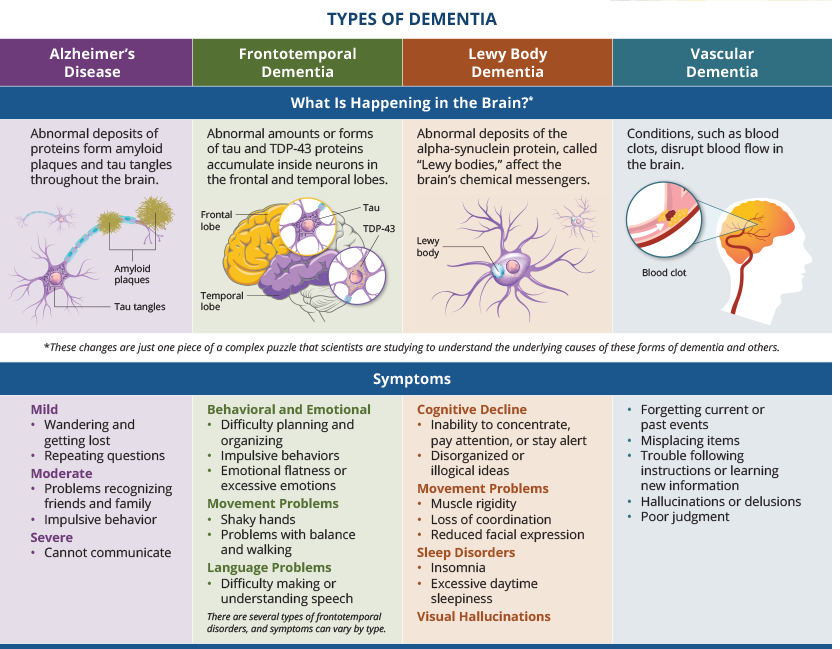 TYPES OF DEMENTIA
Alzheimer's
Disease
Frontotemporal
Dementia
Lewy Body
Dementia
Vascular
Dementia
What Is Happening in the Brain?*
Abnormal deposits of
proteins form amyloid
plaques and tau tangles
throughout the brain.
Amyloid
plaques
Tau tangles
Abnormal amounts or forms
of tau and TDP-43 proteins
accumulate inside neurons in
the frontal and temporal lobes.
Frontal
lobe
Tau
TDP-43
Temporal
lobe
Abnormal deposits of the
alpha-synuclein protein, called
“Lewy bodies,” affect the
brain's chemical messengers.
Lewy
body
Conditions, such as blood
clots, disrupt blood flow in
the brain.
Blood clot
*These changes are just one piece of a complex puzzle that scientists are studying to understand the underlying causes of these forms of dementia and others.
Symptoms
Mild
• Wandering and
getting lost
• Repeating questions
Moderate
• Problems recognizing
friends and family
• Impulsive behavior
Severe
• Cannot communicate
Behavioral and Emotional
• Difficulty planning and
organizing
• Impulsive behaviors
• Emotional flatness or
excessive emotions
Movement Problems
• Shaky hands
• Problems with balance
and walking
Language Problems
• Difficulty making or
understanding speech
There are several types of frontotemporal
disorders, and symptoms can vary by type.
Cognitive Decline
• Inability to concentrate,
pay attention, or stay alert
• Disorganized or
illogical ideas
Movement Problems
• Muscle rigidity
• Loss of coordination
• Reduced facial expression
Sleep Disorders
• Insomnia
• Excessive daytime
sleepiness
Visual Hallucinations
• Forgetting current or
past events
• Misplacing items
• Trouble following
instructions or learning
new information
• Hallucinations or delusions
• Poor judgment